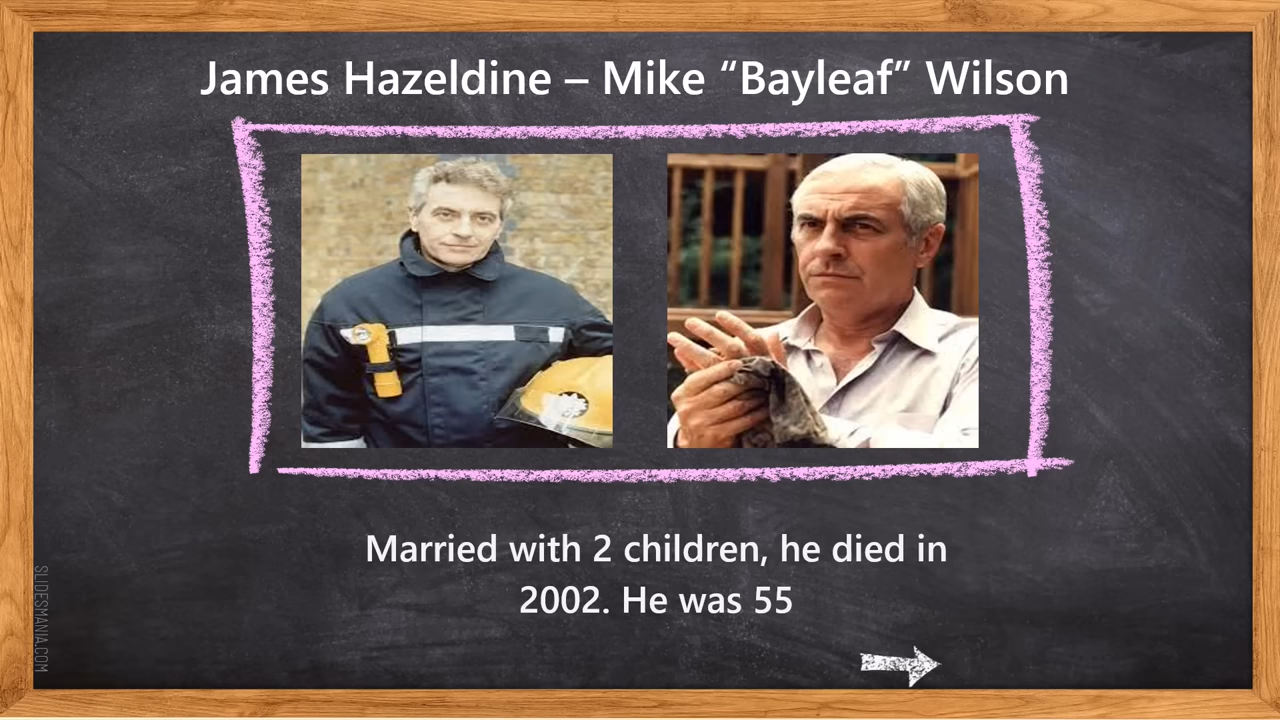 James Hazeldine – Mike “Bayleaf” Wilson
Married with 2 children, he died in
2002. He was 55
SLIDESMANIA.COM